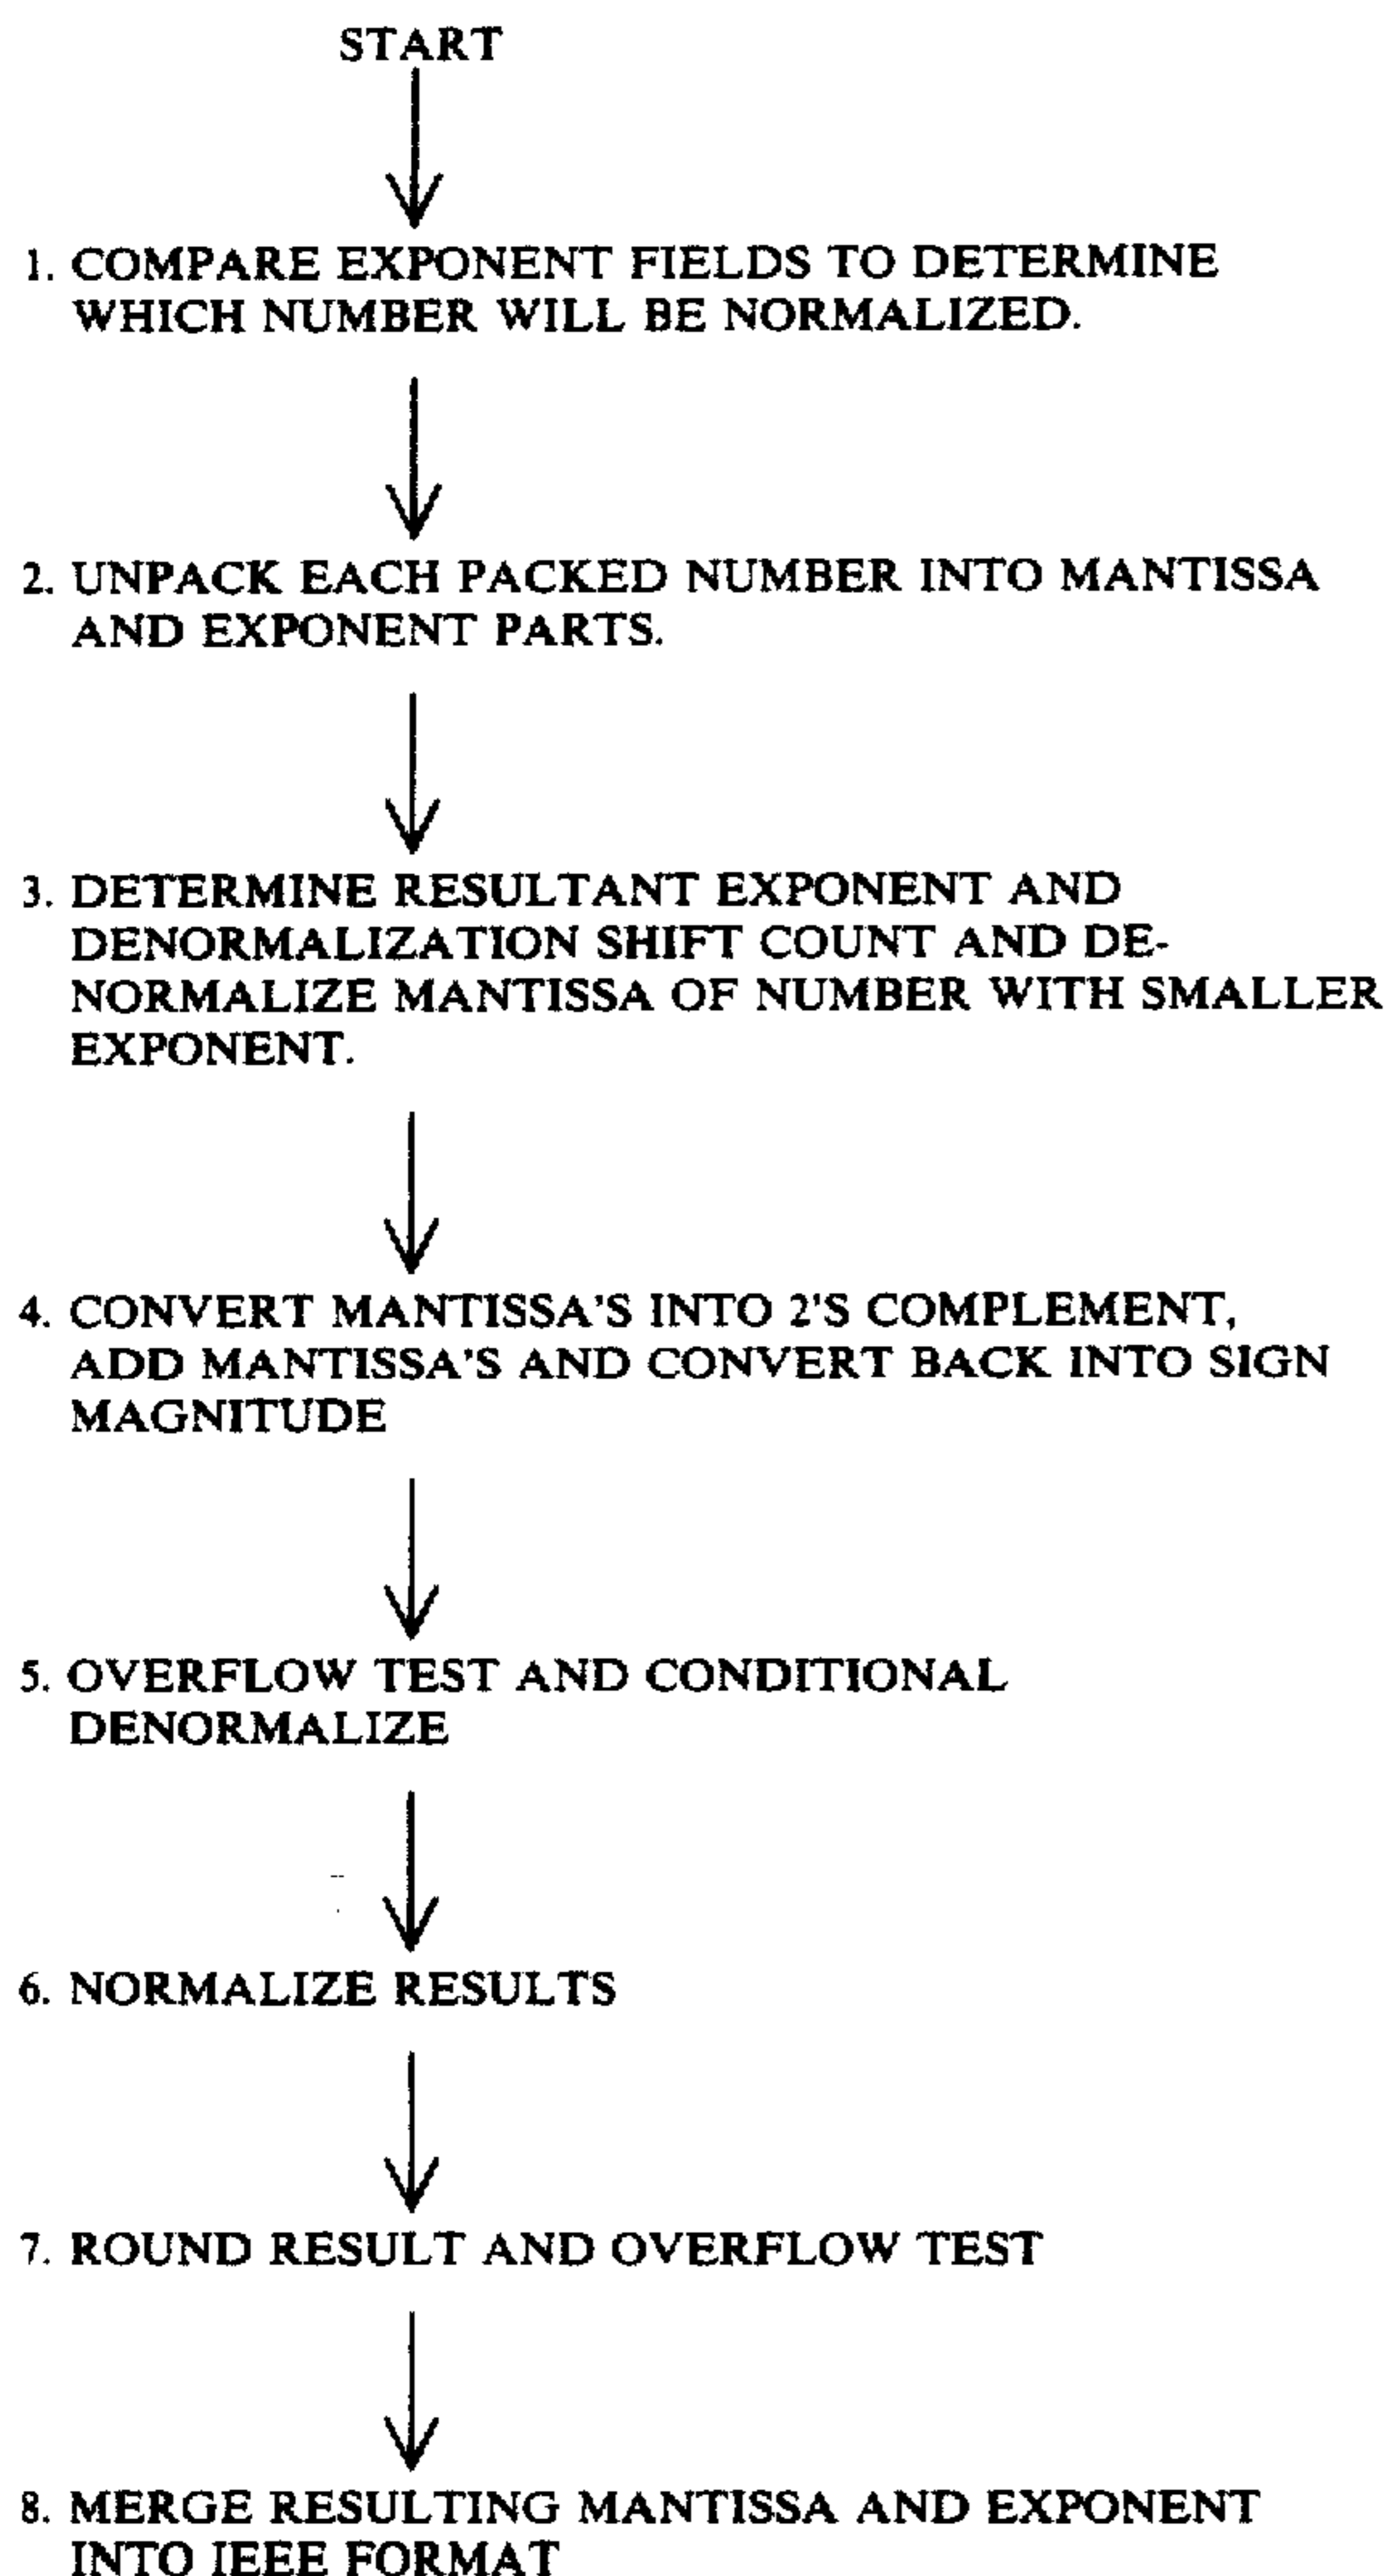 START
1. COMPARE EXPONENT FIELDS TO DETERMINE
WHICH NUMBER WILL BE NORMALIZED.
2. UNPACK EACH PACKED NUMBER INTO MANTISSA
AND EXPONENT PARTS.
3. DETERMINE RESULTANT EXPONENT AND
DENORMALIZATION SHIFT COUNT AND DE-
NORMALIZE MANTISSA OF NUMBER WITH SMALLER
EXPONENT.
4. CONVERT MANTISSA'S INTO 2'S COMPLEMENT,
ADD MANTISSA'S AND CONVERT BACK INTO SIGN
MAGNITUDE
5. OVERFLOW TEST AND CONDITIONAL
DENORMALIZE
6. NORMALIZE RESULTS
7. ROUND RESULT AND OVERFLOW TEST
8. MERGE RESULTING MANTISSA AND EXPONENT
INTO IEEE FORMAT